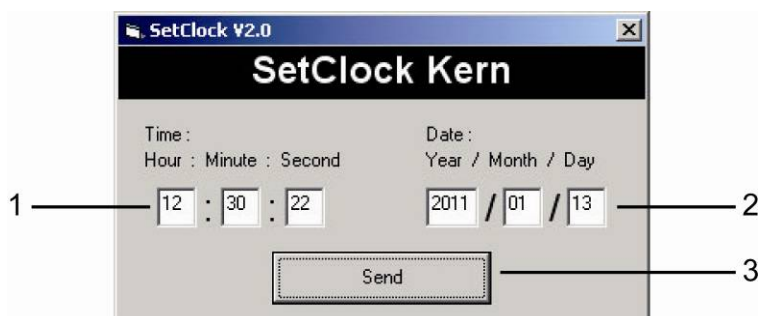 SetClock V2.0
SetClock Kern
Time : Date :
Hour : Minute : Second Year / Month / Day
1 12 : 30 : 22 2011 / 01 / 13 2
Send 3